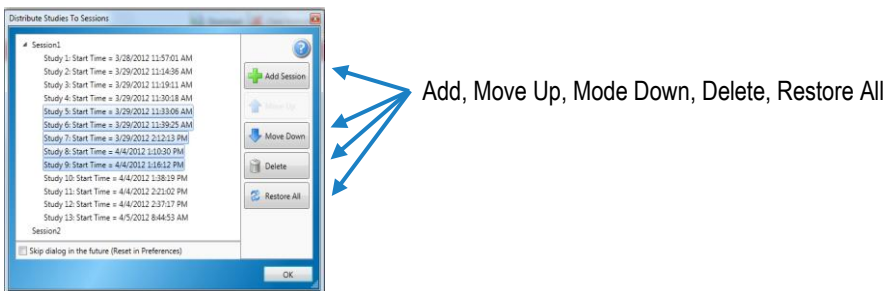 Distribute Studies To Sessions
Session1
Study 1: Start Time = 3/28/2012 11:57:01 AM
Study 2: Start Time = 3/29/2012 11:14:36 AM
Study 3: Start Time = 3/29/2012 11:19:11 AM
Study 4: Start Time = 3/29/2012 11:30:18 AM
Study 5: Start Time = 3/29/2012 11:33:06 AM
Study 6: Start Time = 3/29/2012 11:39:25 AM
Study 7: Start Time = 3/29/2012 2:12:13 PM
Study 8: Start Time = 4/4/2012 1:10:30 PM
Study 9: Start Time = 4/4/2012 1:16:12 PM
Study 10: Start Time = 4/4/2012 1:38:19 PM
Study 11: Start Time = 4/4/2012 2:21:02 PM
Study 12: Start Time = 4/4/2012 2:37:17 PM
Study 13: Start Time = 4/5/2012 8:44:53 AM
Session2
Skip dialog in the future (Reset in Preferences)
Add Session
Move Up
Move Down
Delete
Restore All
OK
Add, Move Up, Mode Down, Delete, Restore All